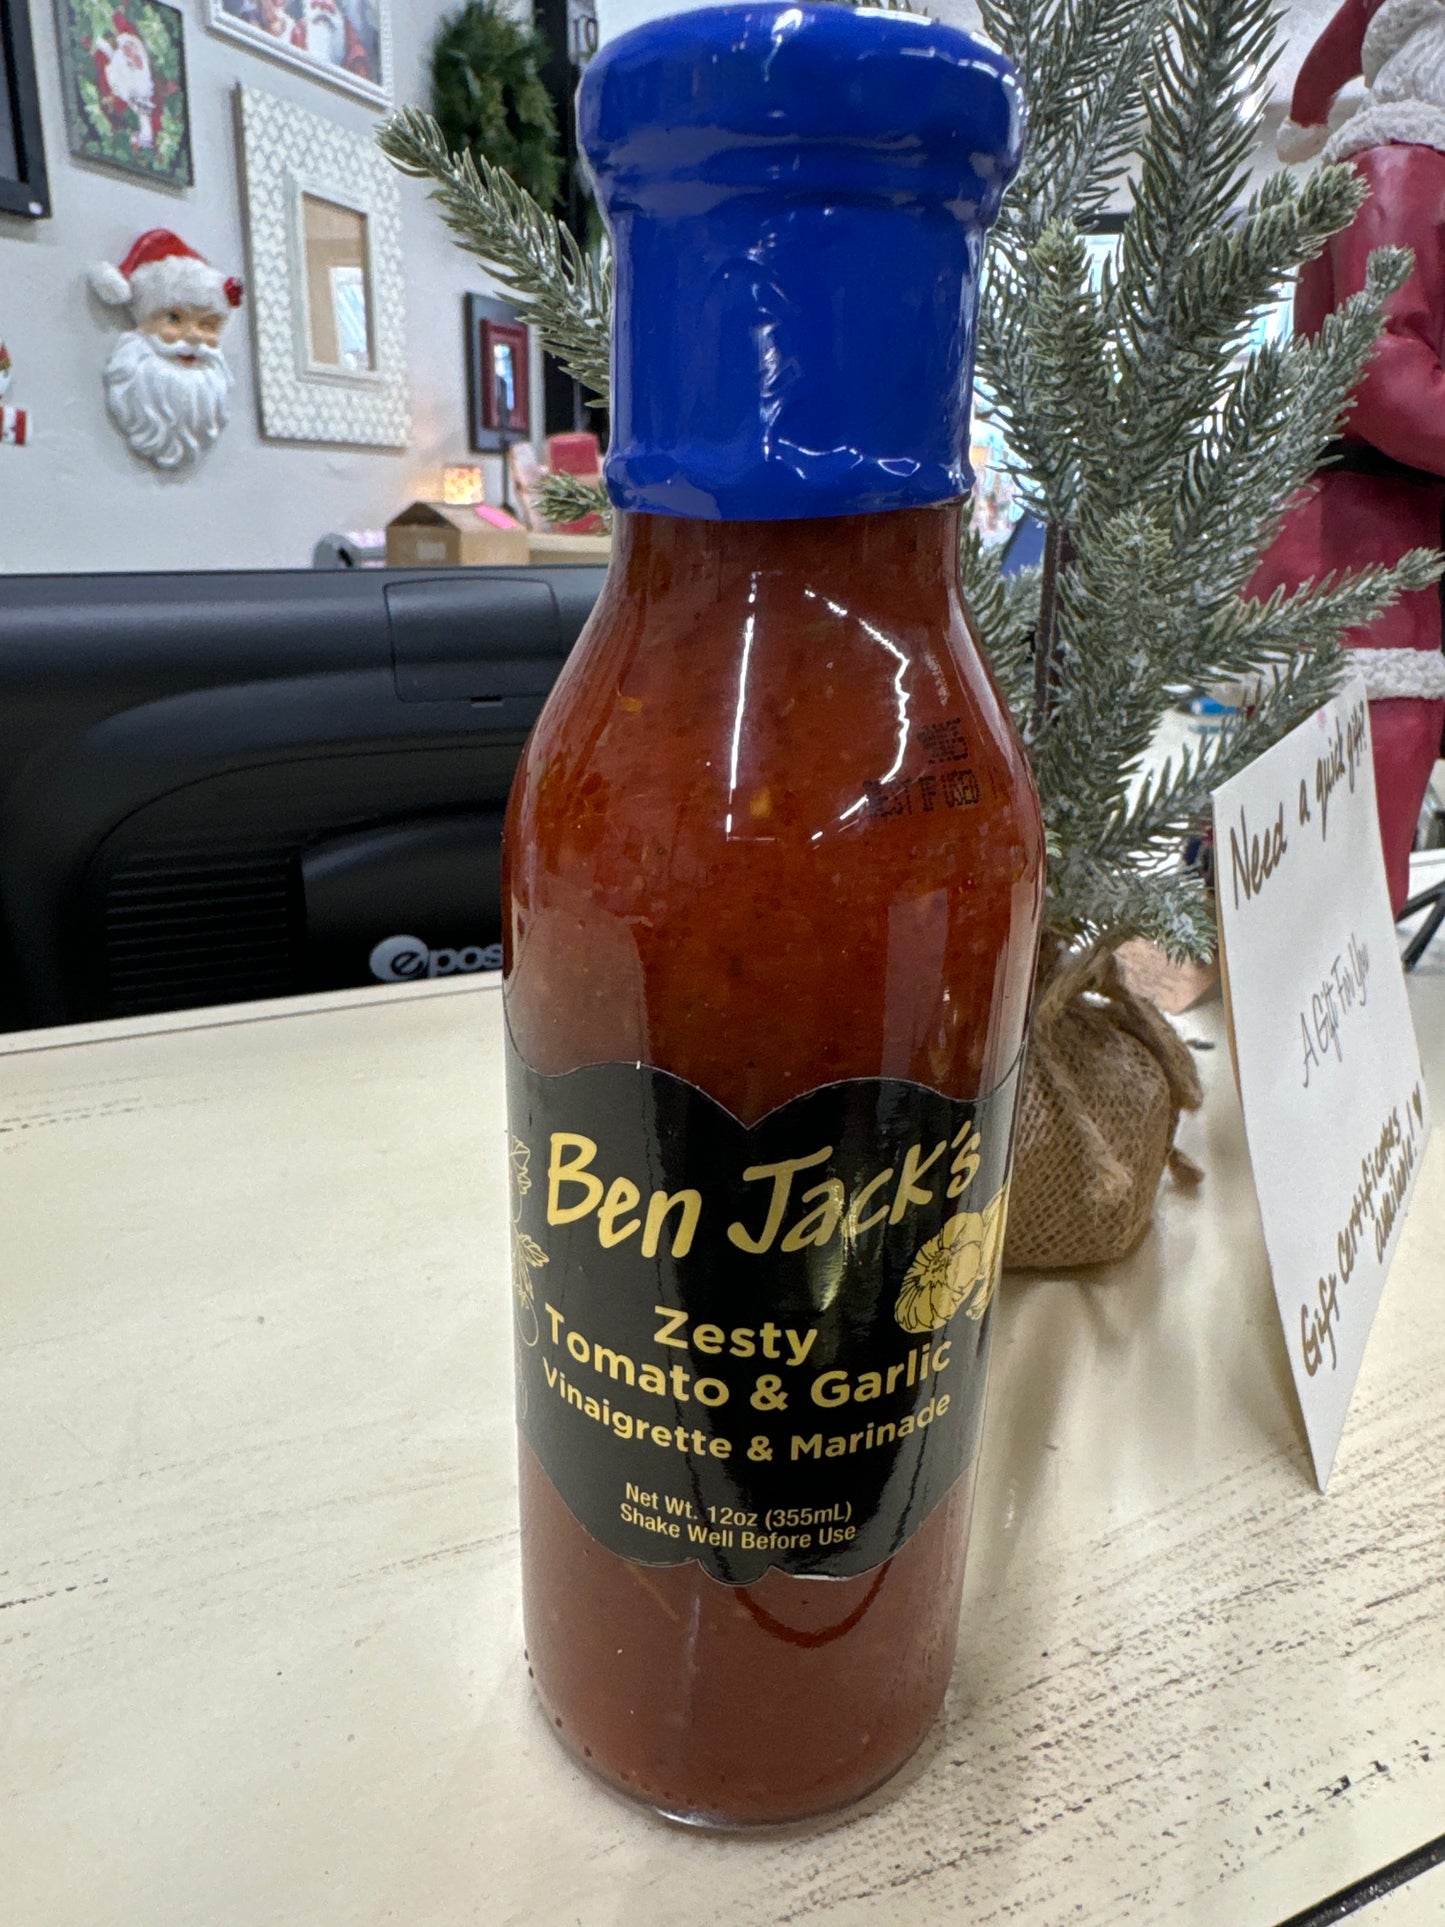 BEST IF USED
Ben Jack's
Zesty
Tomato & Garlic
Vinaigrette & Marinade
Net Wt. 12oz (355mL)
Shake Well Before Use
epos
Need a quick gift?
A Gift For You
Gift certificates
available!